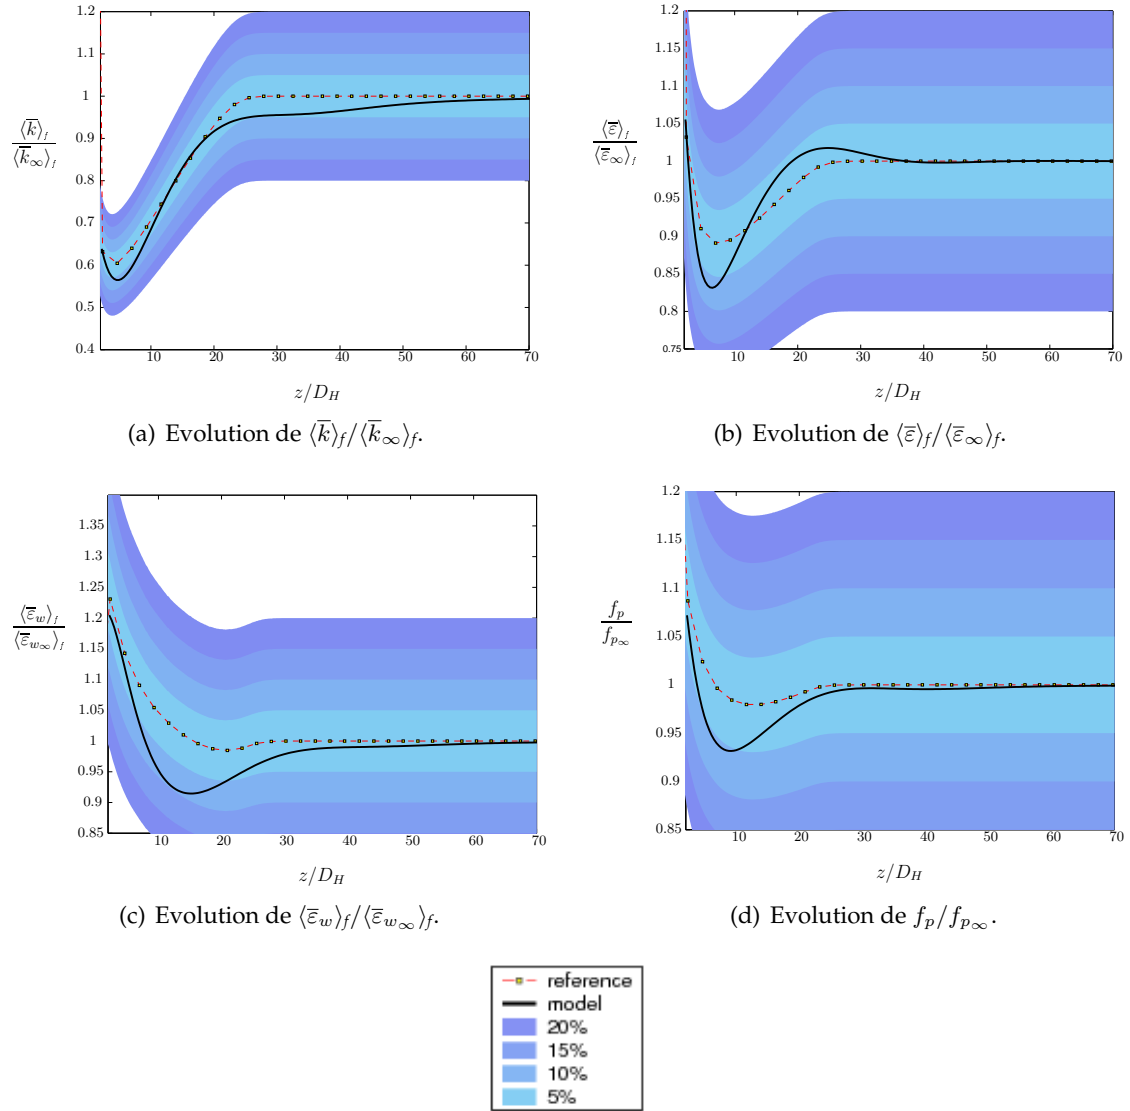 1.2
1.1
1
0.9
0.8
0.7
0.6
0.5
0.4
⟨k̅⟩f / ⟨k̅∞⟩f
10 20 30 40 50 60 70
z/D_H
(a) Evolution de ⟨k̅⟩f/⟨k̅∞⟩f.
1.2
1.15
1.1
1.05
1
0.95
0.9
0.85
0.8
0.75
⟨ε̅⟩f / ⟨ε̅∞⟩f
10 20 30 40 50 60 70
z/D_H
(b) Evolution de ⟨ε̅⟩f/⟨ε̅∞⟩f.
1.35
1.3
1.25
1.2
1.15
1.1
1.05
1
0.95
0.9
0.85
⟨ε̅w⟩f / ⟨ε̅w∞⟩f
10 20 30 40 50 60 70
z/D_H
(c) Evolution de ⟨ε̅w⟩f/⟨ε̅w∞⟩f.
1.2
1.15
1.1
1.05
1
0.95
0.9
0.85
fp / fp∞
10 20 30 40 50 60 70
z/D_H
(d) Evolution de fp/fp∞.
reference
model
20%
15%
10%
5%